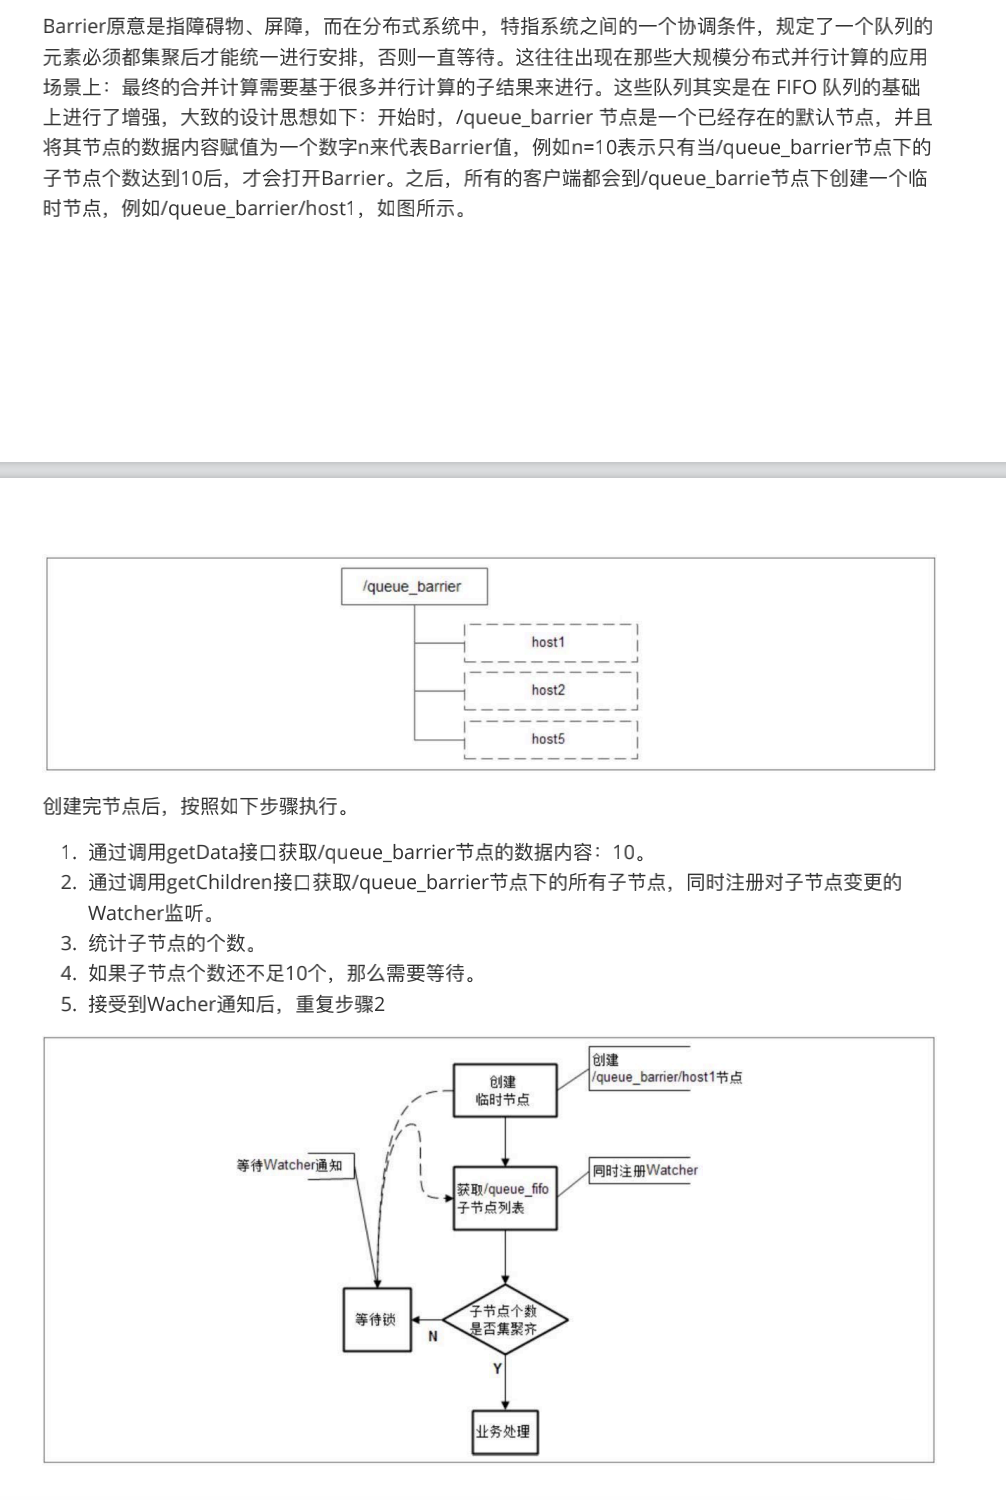 Barrier原意是指障碍物、屏障，而在分布式系统中，特指系统之间的一个协调条件，规定了一个队列的
元素必须都集聚后才能统一进行安排，否则一直等待。这往往出现在那些大规模分布式并行计算的应用
场景上：最终的合并计算需要基于很多并行计算的子结果来进行。这些队列其实是在 FIFO 队列的基础
上进行了增强，大致的设计思想如下：开始时，/queue_barrier 节点是一个已经存在的默认节点，并且
将其节点的数据内容赋值为一个数字n来代表Barrier值，例如n=10表示只有当/queue_barrier节点下的
子节点个数达到10后，才会打开Barrier。之后，所有的客户端都会到/queue_barrie节点下创建一个临
时节点，例如/queue_barrier/host1，如图所示。
/queue_barrier
host1
host2
host5
创建完节点后，按照如下步骤执行。
1. 通过调用getData接口获取/queue_barrier节点的数据内容：10。
2. 通过调用getChildren接口获取/queue_barrier节点下的所有子节点，同时注册对子节点变更的
Watcher监听。
3. 统计子节点的个数。
4. 如果子节点个数还不足10个，那么需要等待。
5. 接受到Wacher通知后，重复步骤2
创建
/queue_barrier/host1节点
创建
临时节点
等待Watcher通知
同时注册Watcher
获取/queue_fifo
子节点列表
等待锁
N
子节点个数
是否集聚齐
Y
业务处理